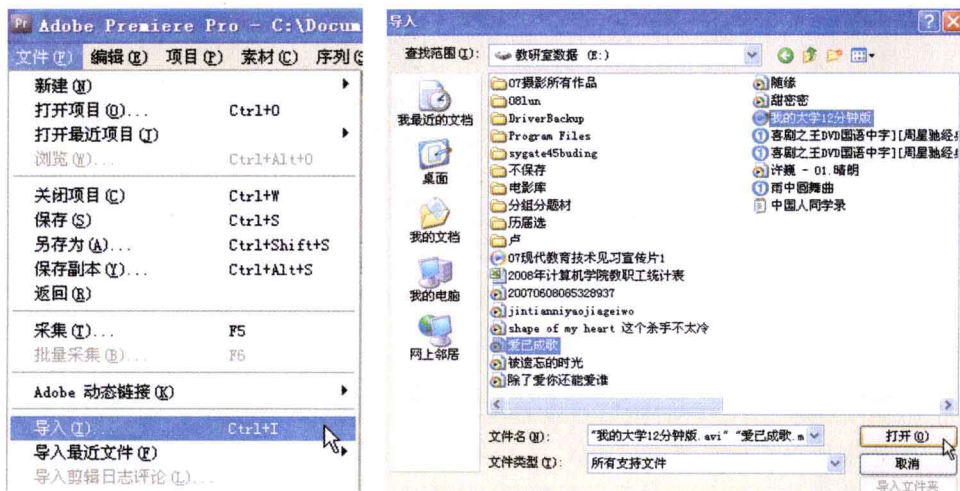 Adobe Premiere Pro - C:\Docum
文件(F) 编辑(E) 项目(P) 素材(C) 序列(S
新建(N)
打开项目(O)... Ctrl+O
打开最近项目(J)
浏览(W)... Ctrl+Alt+O
关闭项目(C) Ctrl+W
保存(S) Ctrl+S
另存为(A)... Ctrl+Shift+S
保存副本(Y)... Ctrl+Alt+S
返回(R)
采集(T)... F5
批量采集(B)... F6
Adobe 动态链接(K)
导入(I)... Ctrl+I
导入最近文件(F)
导入剪辑日志评论(L)...
导入
查找范围(I): 教研室数据 (E:)
我最近的文档
桌面
我的文档
我的电脑
网上邻居
07摄影所有作品
081un
DriverBackup
Program Files
sygate45buding
不保存
电影库
分组分题材
历届选
卢
07现代教育技术见习宣传片1
2008年计算机学院教职工统计表
20070608085328937
jintianniyaojiageiwo
shape of my heart 这个杀手不太冷
爱已成歌
被遗忘的时光
除了爱你还能爱谁
随缘
甜密密
我的大学12分钟版
喜剧之王DVD国语中字][周星驰经
喜剧之王DVD国语中字][周星驰经
许巍 - 01.晴朗
雨中圆舞曲
中国人同学录
文件名(N): "我的大学12分钟版.avi" "爱已成歌.m 打开(O)
文件类型(T): 所有支持文件 取消
导入文件夹